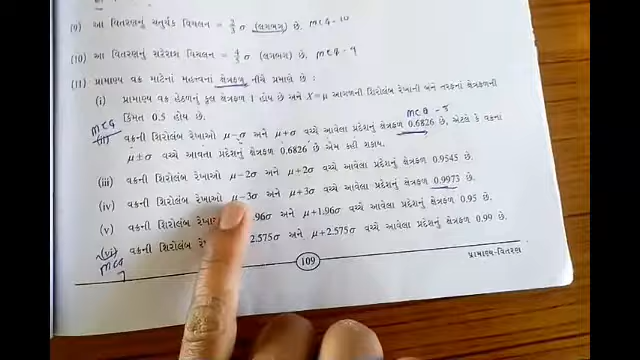 (9) આ વિતરણનું ચતુર્થક વિચલન = 2/3 σ (લગભગ) છે. MCQ-10
(10) આ વિતરણનું સરેરાશ વિચલન = 4/5 σ (લગભગ) છે. MCQ-9
(11) પ્રામાણ્ય વક્ર માટેનાં મહત્વનાં ક્ષેત્રફળ નીચે પ્રમાણે છે :
(i) પ્રામાણ્ય વક્ર હેઠળનું કુલ ક્ષેત્રફળ 1 હોય છે અને X=μ આગળની શિરોલંબ રેખાની બંને તરફનાં ક્ષેત્રફળની
કિંમત 0.5 હોય છે.
MCQ MCQ - 8
(ii) વક્રની શિરોલંબ રેખાઓ μ−σ અને μ+σ વચ્ચે આવેલા પ્રદેશનું ક્ષેત્રફળ 0.6826 છે, એટલે કે વક્રના
μ±σ વચ્ચે આવતા પ્રદેશનું ક્ષેત્રફળ 0.6826 છે એમ કહી શકાય.
(iii) વક્રની શિરોલંબ રેખાઓ μ−2σ અને μ+2σ વચ્ચે આવેલા પ્રદેશનું ક્ષેત્રફળ 0.9545 છે.
(iv) વક્રની શિરોલંબ રેખાઓ μ−3σ અને μ+3σ વચ્ચે આવેલા પ્રદેશનું ક્ષેત્રફળ 0.9973 છે.
(v) વક્રની શિરોલંબ 1.96σ અને μ+1.96σ વચ્ચે આવેલા પ્રદેશનું ક્ષેત્રફળ 0.95 છે.
(vi) વક્રની શિરોલંબ 2.575σ અને μ+2.575σ વચ્ચે આવેલા પ્રદેશનું ક્ષેત્રફળ 0.99 છે.
MCQ
7
109 પ્રામાણ્ય-વિતરણ